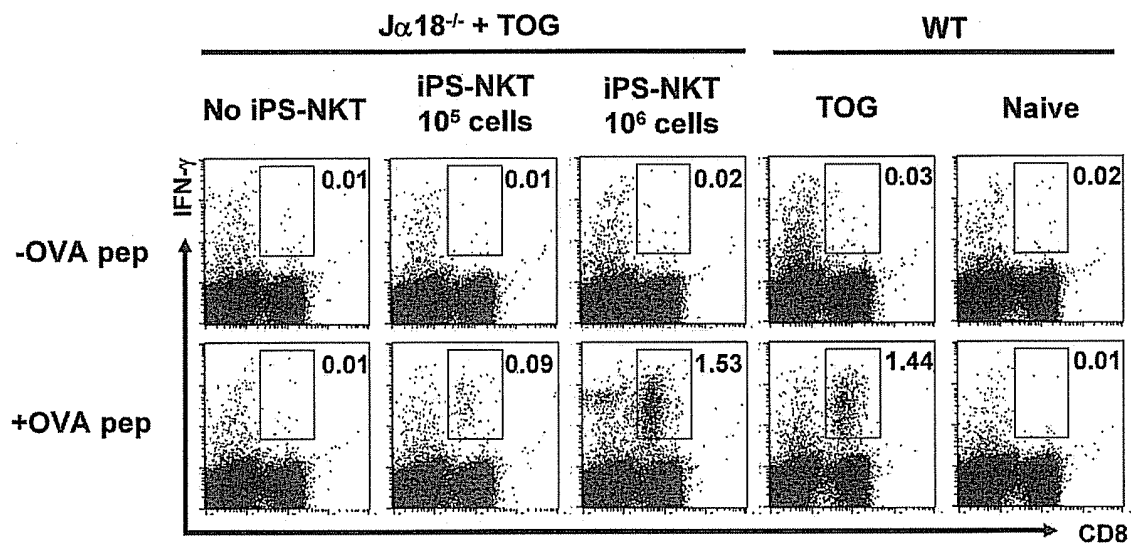 Jα18-/- + TOG
WT
No iPS-NKT
iPS-NKT
10⁵ cells
iPS-NKT
10⁶ cells
TOG
Naive
IFN-γ
-OVA pep
0.01
0.01
0.02
0.03
0.02
+OVA pep
0.01
0.09
1.53
1.44
0.01
CD8